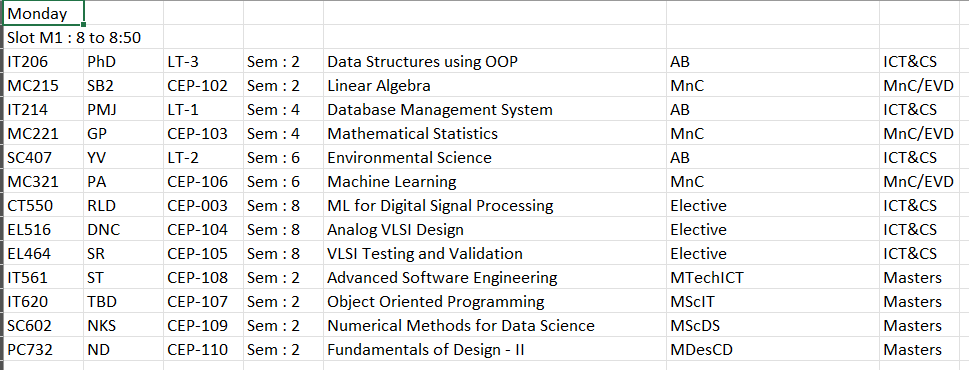 Monday
Slot M1 : 8 to 8:50
IT206 PhD LT-3 Sem : 2 Data Structures using OOP AB ICT&CS
MC215 SB2 CEP-102 Sem : 2 Linear Algebra MnC MnC/EVD
IT214 PMJ LT-1 Sem : 4 Database Management System AB ICT&CS
MC221 GP CEP-103 Sem : 4 Mathematical Statistics MnC MnC/EVD
SC407 YV LT-2 Sem : 6 Environmental Science AB ICT&CS
MC321 PA CEP-106 Sem : 6 Machine Learning MnC MnC/EVD
CT550 RLD CEP-003 Sem : 8 ML for Digital Signal Processing Elective ICT&CS
EL516 DNC CEP-104 Sem : 8 Analog VLSI Design Elective ICT&CS
EL464 SR CEP-105 Sem : 8 VLSI Testing and Validation Elective ICT&CS
IT561 ST CEP-108 Sem : 2 Advanced Software Engineering MTechICT Masters
IT620 TBD CEP-107 Sem : 2 Object Oriented Programming MScIT Masters
SC602 NKS CEP-109 Sem : 2 Numerical Methods for Data Science MScDS Masters
PC732 ND CEP-110 Sem : 2 Fundamentals of Design - II MDesCD Masters